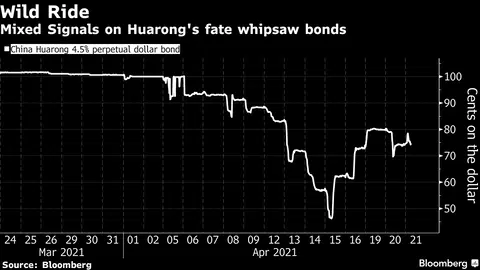 Wild Ride
Mixed Signals on Huarong's fate whipsaw bonds
China Huarong 4.5% perpetual dollar bond
100
90
80
70
60
50
Cents on the dollar
24 25 26 29 30 31 01 02 05 06 07 08 09 12 13 14 15 16 19 20 21
Mar 2021 Apr 2021
Source: Bloomberg
Bloomberg